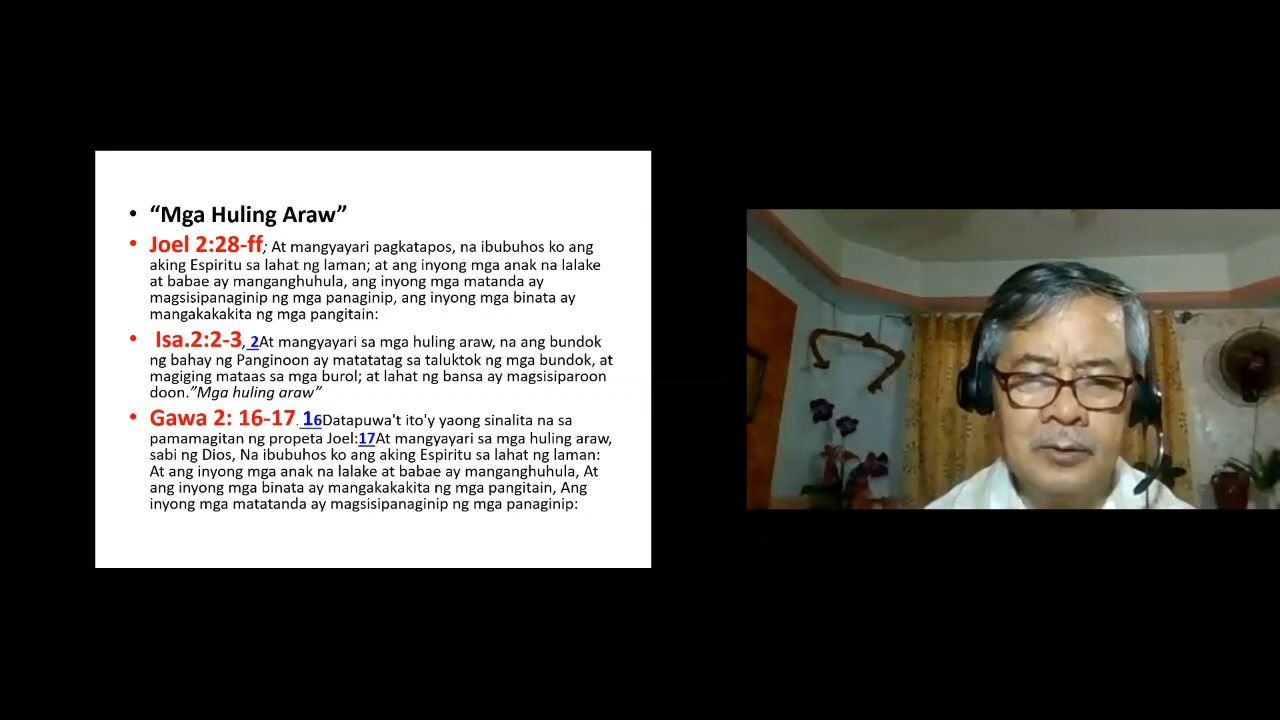 • “Mga Huling Araw”
• Joel 2:28-ff; At mangyayari pagkatapos, na ibubuhos ko ang
aking Espiritu sa lahat ng laman; at ang inyong mga anak na lalake
at babae ay manganghuhula, ang inyong mga matanda ay
magsisipanaginip ng mga panaginip, ang inyong mga binata ay
mangakakakita ng mga pangitain:
• Isa.2:2-3, 2At mangyayari sa mga huling araw, na ang bundok
ng bahay ng Panginoon ay matatatag sa taluktok ng mga bundok, at
magiging mataas sa mga burol; at lahat ng bansa ay magsisiparoon
doon.”Mga huling araw”
• Gawa 2: 16-17. 16Datapuwa't ito'y yaong sinalita na sa
pamamagitan ng propeta Joel:17At mangyayari sa mga huling araw,
sabi ng Dios, Na ibubuhos ko ang aking Espiritu sa lahat ng laman:
At ang inyong mga anak na lalake at babae ay manganghuhula, At
ang inyong mga binata ay mangakakakita ng mga pangitain, Ang
inyong mga matatanda ay magsisipanaginip ng mga panaginip: